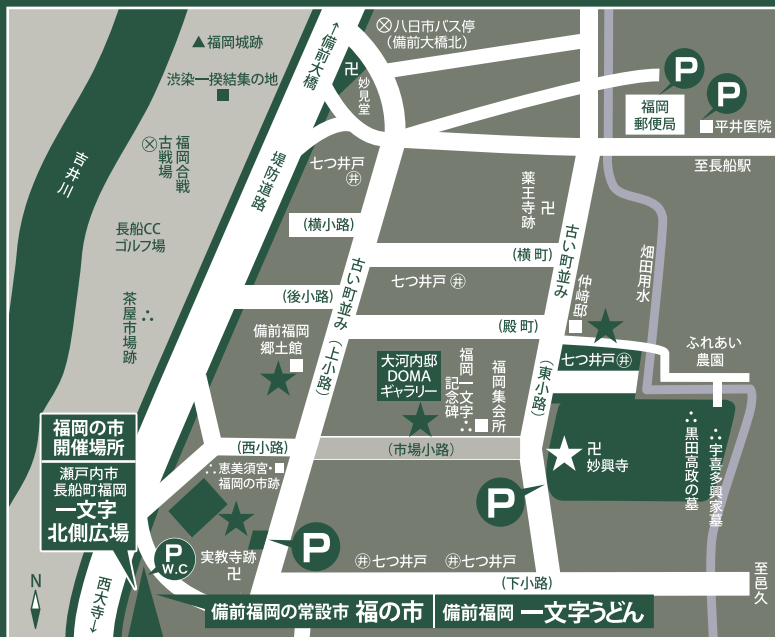 ▲福岡城跡
渋染一揆結集の地
↑備前大橋
八日市バス停
(備前大橋北)
卍妙見堂
P
P
福岡
郵便局
平井医院
至長船駅
吉井川
福岡合戦
古戦場
堤防道路
七つ井戸
井
薬王寺跡
卍
長船CC
ゴルフ場
(横小路)
古い町並み(上小路)
(横町)
古い町並み
畑田用水
七つ井戸 井
仲﨑邸
(後小路)
茶屋市場跡
備前福岡
郷土館
(殿町)
大河内邸
DOMA
ギャラリー
福岡一文字
記念碑
福岡集会所
(東小路)
七つ井戸 井
ふれあい
農園
福岡の市
開催場所
瀬戸内市
長船町福岡
一文字
北側広場
(西小路)
(市場小路)
恵美須宮・
福岡の市跡
卍
妙興寺
黒田高政の墓
宇喜多興家墓
P
P
W.C
実教寺跡
卍
P
井 七つ井戸
井 七つ井戸
(下小路)
至邑久
N
西大寺→
備前福岡の常設市 福の市
備前福岡 一文字うどん